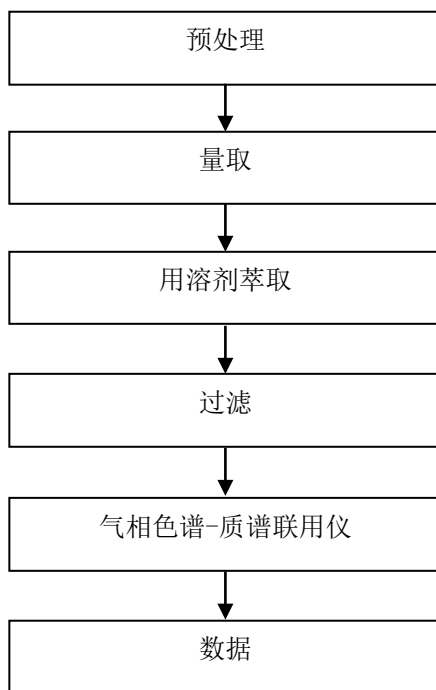 预处理
量取
用溶剂萃取
过滤
气相色谱-质谱联用仪
数据